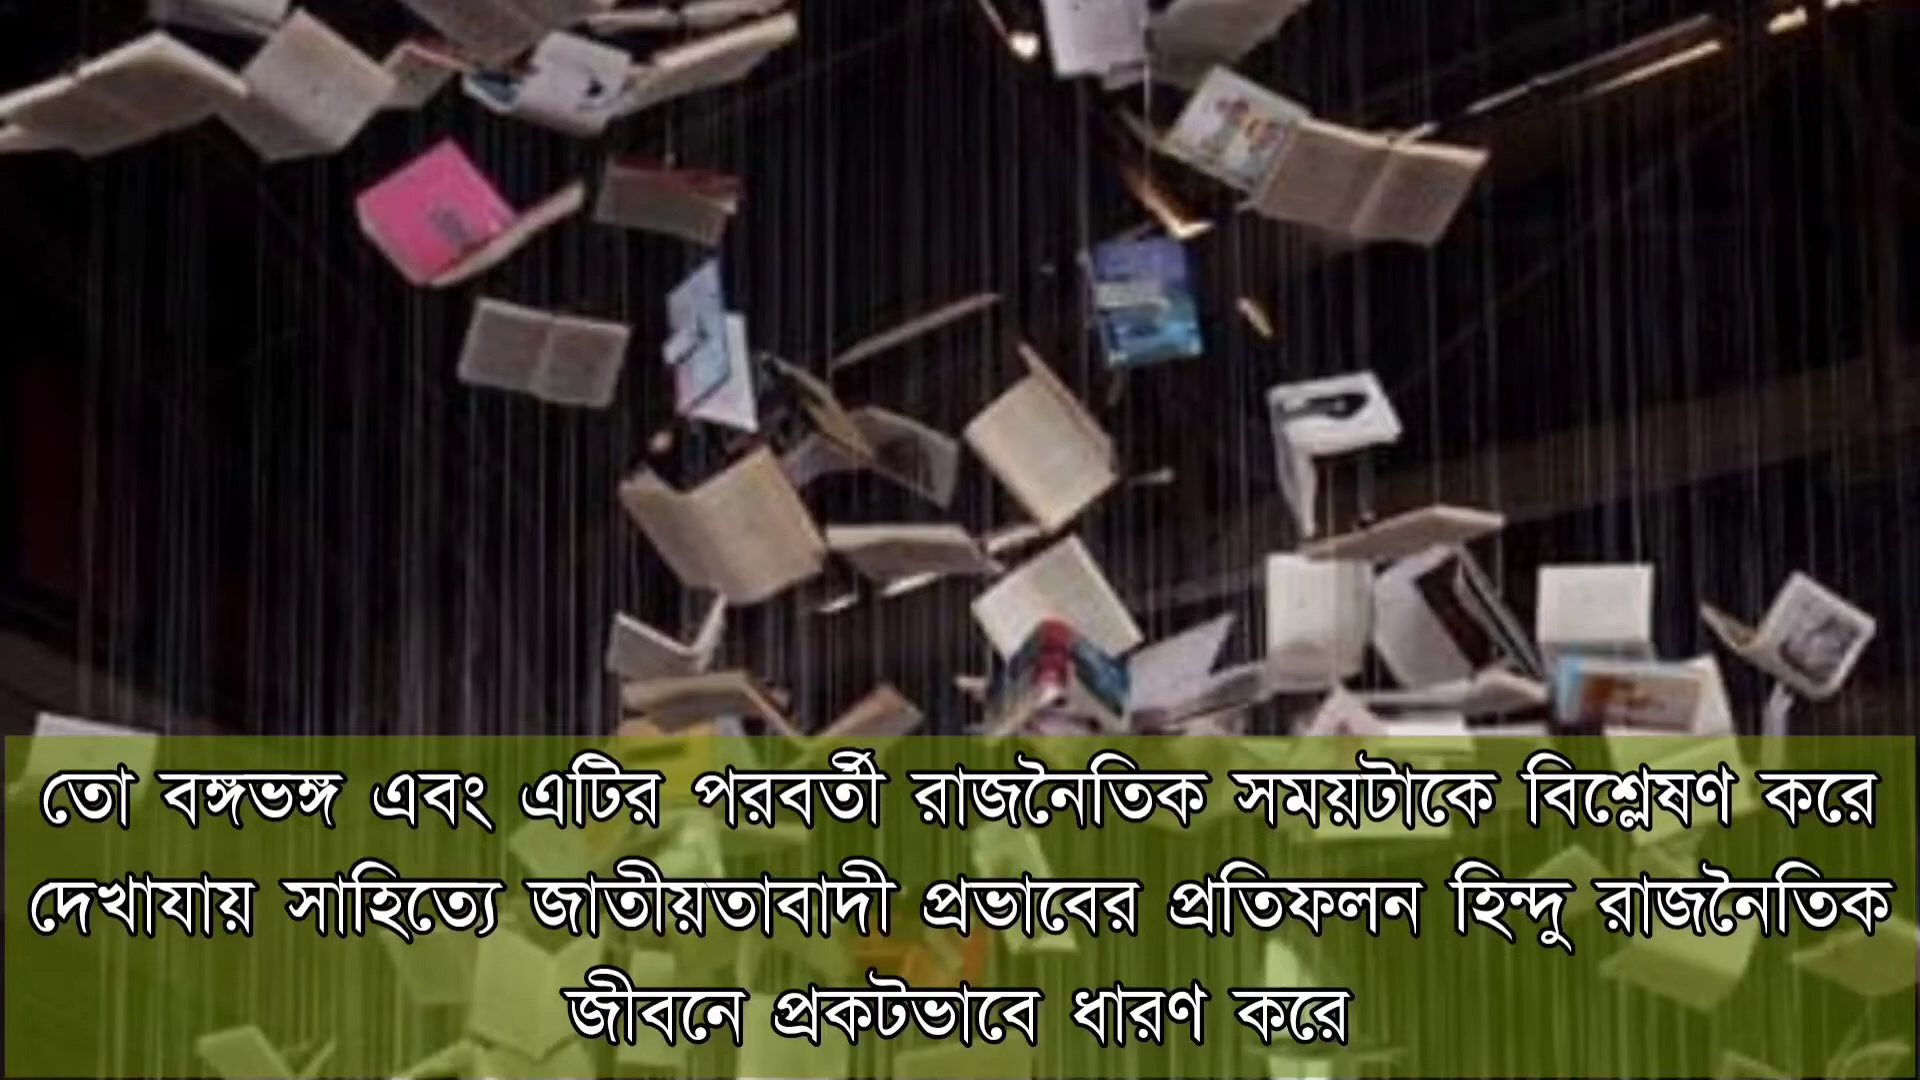 তো বঙ্গভঙ্গ এবং এটির পরবর্তী রাজনৈতিক সময়টাকে বিশ্লেষণ করে
দেখাযায় সাহিত্যে জাতীয়তাবাদী প্রভাবের প্রতিফলন হিন্দু রাজনৈতিক
জীবনে প্রকটভাবে ধারণ করে